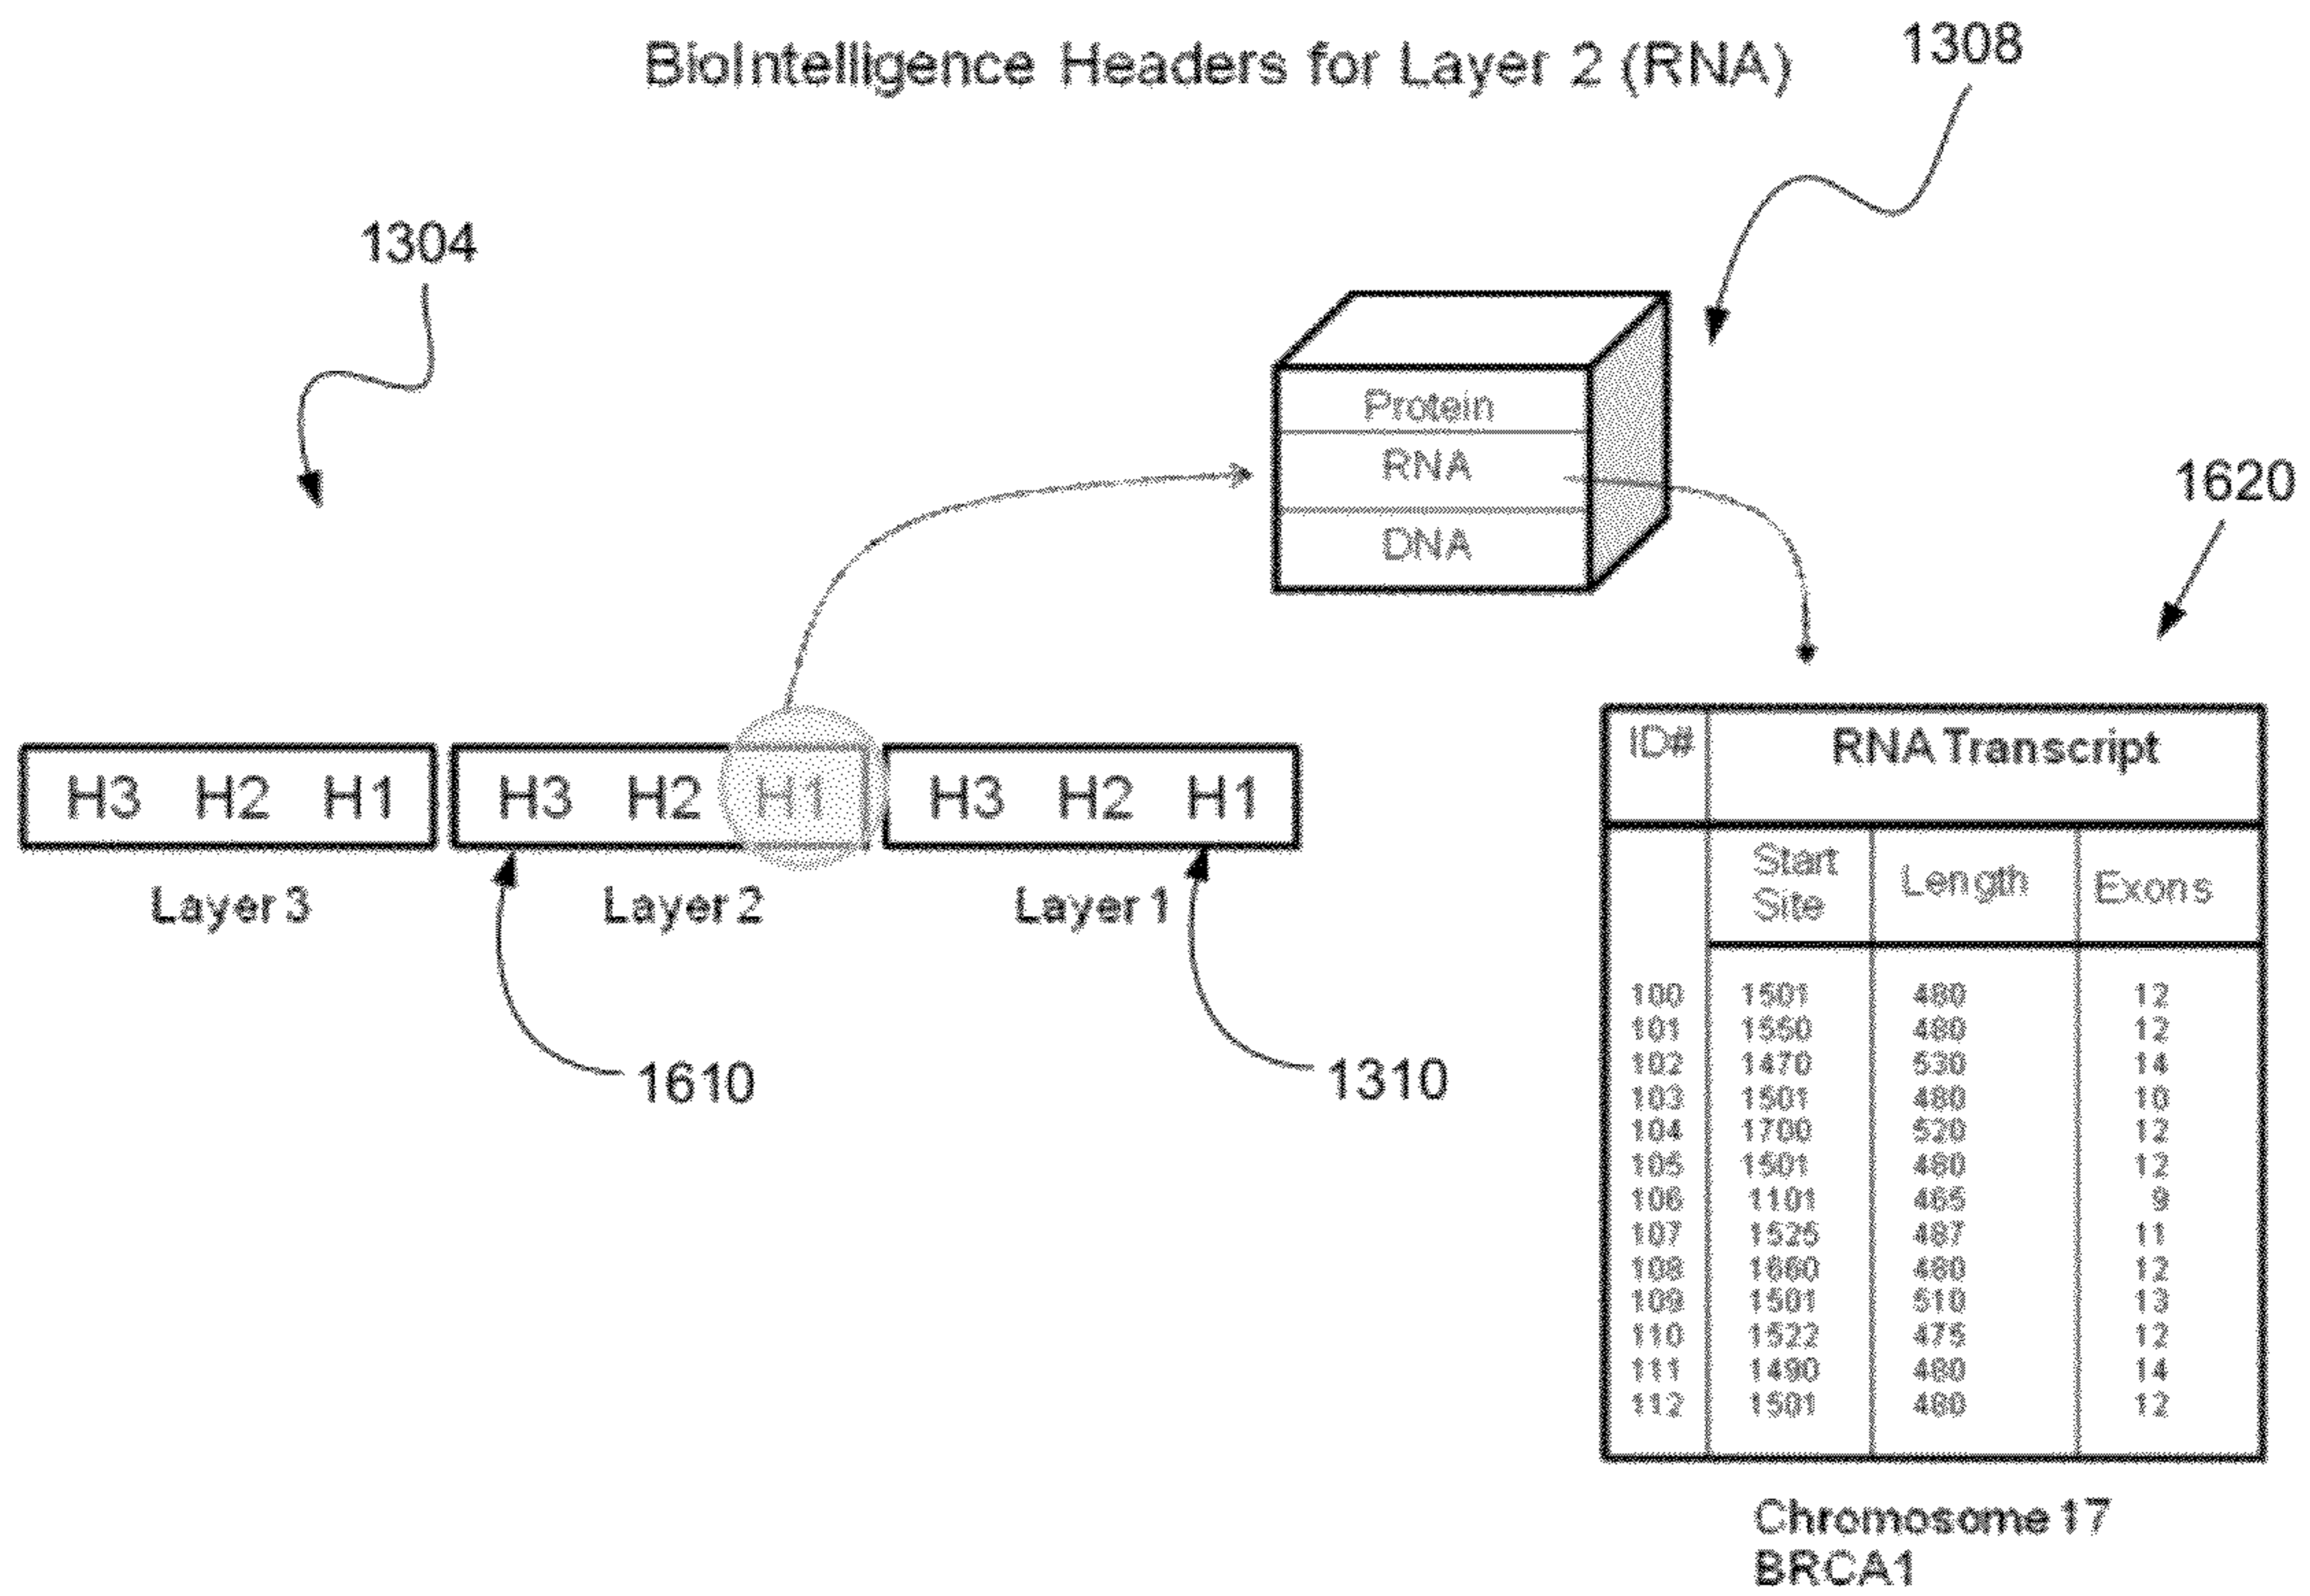 BioIntelligence Headers for Layer 2 (RNA)
1308
1304
Protein
RNA
DNA
1620
H3 H2 H1 H3 H2 H1 H3 H2 H1
Layer 3 Layer 2 Layer 1
1610
1310
ID# RNA Transcript
Start Site Length Exons
100 1501 480 12
101 1550 480 12
102 1470 530 14
103 1501 480 10
104 1700 520 12
105 1501 480 12
106 1101 465 9
107 1525 487 11
108 1660 480 12
109 1501 510 13
110 1522 475 12
111 1490 480 14
112 1501 480 12
Chromosome 17
BRCA1